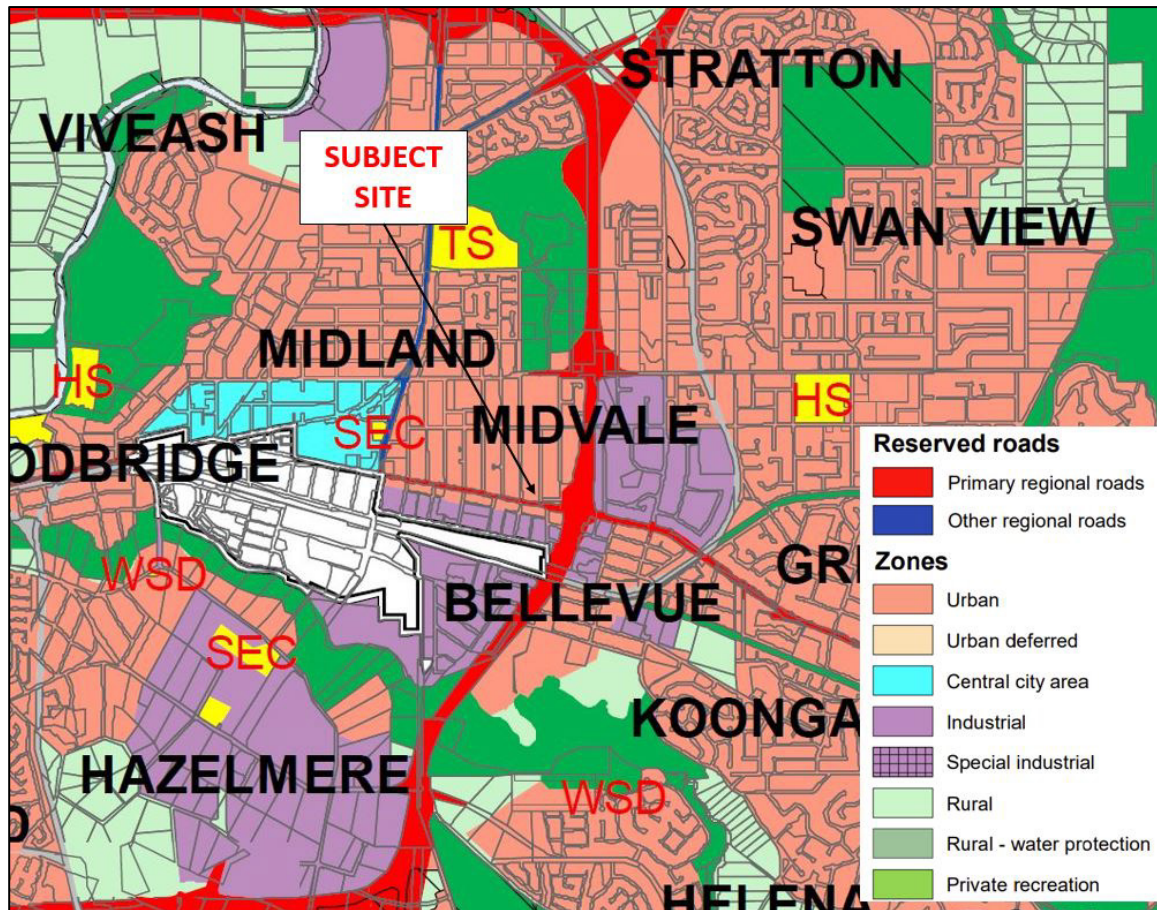 STRATTON
VIVEASH
SUBJECT
SITE
SWAN VIEW
TS
MIDLAND
HS
HS
SEC
MIDVALE
ODBRIDGE
WSD
GRE
BELLEVUE
SEC
KOONGA
HAZELMERE
WSD
D
HELENA
Reserved roads
Primary regional roads
Other regional roads
Zones
Urban
Urban deferred
Central city area
Industrial
Special industrial
Rural
Rural - water protection
Private recreation